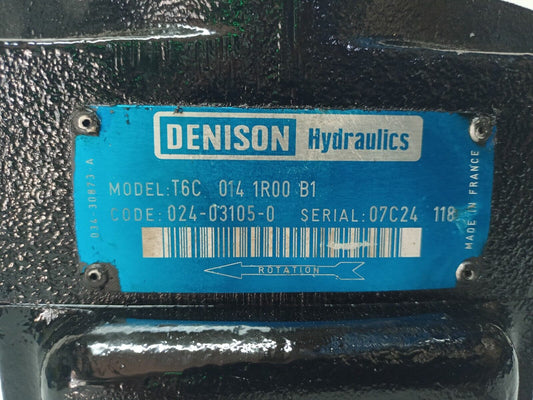 DENISON Hydraulics
MODEL: T6C 014 1R00 B1
CODE: 024-03105-0 SERIAL: 07C24 118
ROTATION
034-30873 A
MADE IN FRANCE